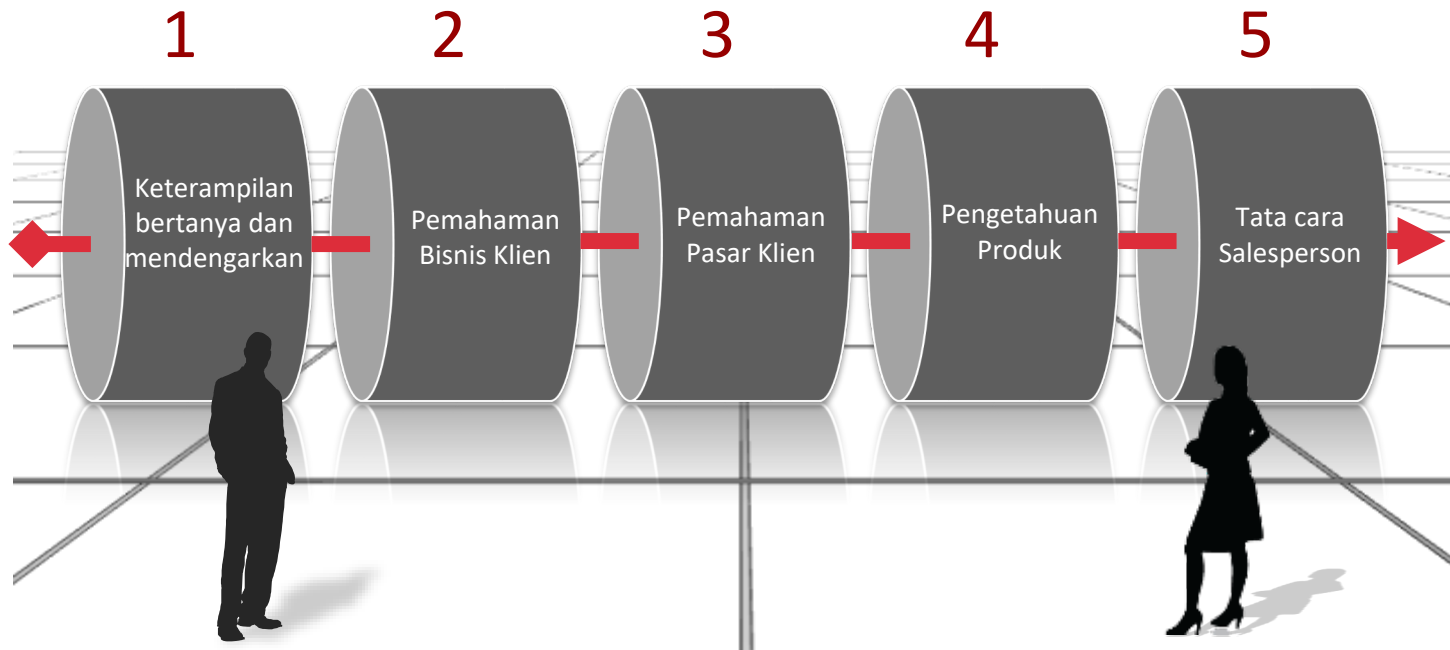 1
2
3
4
5
Keterampilan
bertanya dan
mendengarkan
Pemahaman
Bisnis Klien
Pemahaman
Pasar Klien
Pengetahuan
Produk
Tata cara
Salesperson